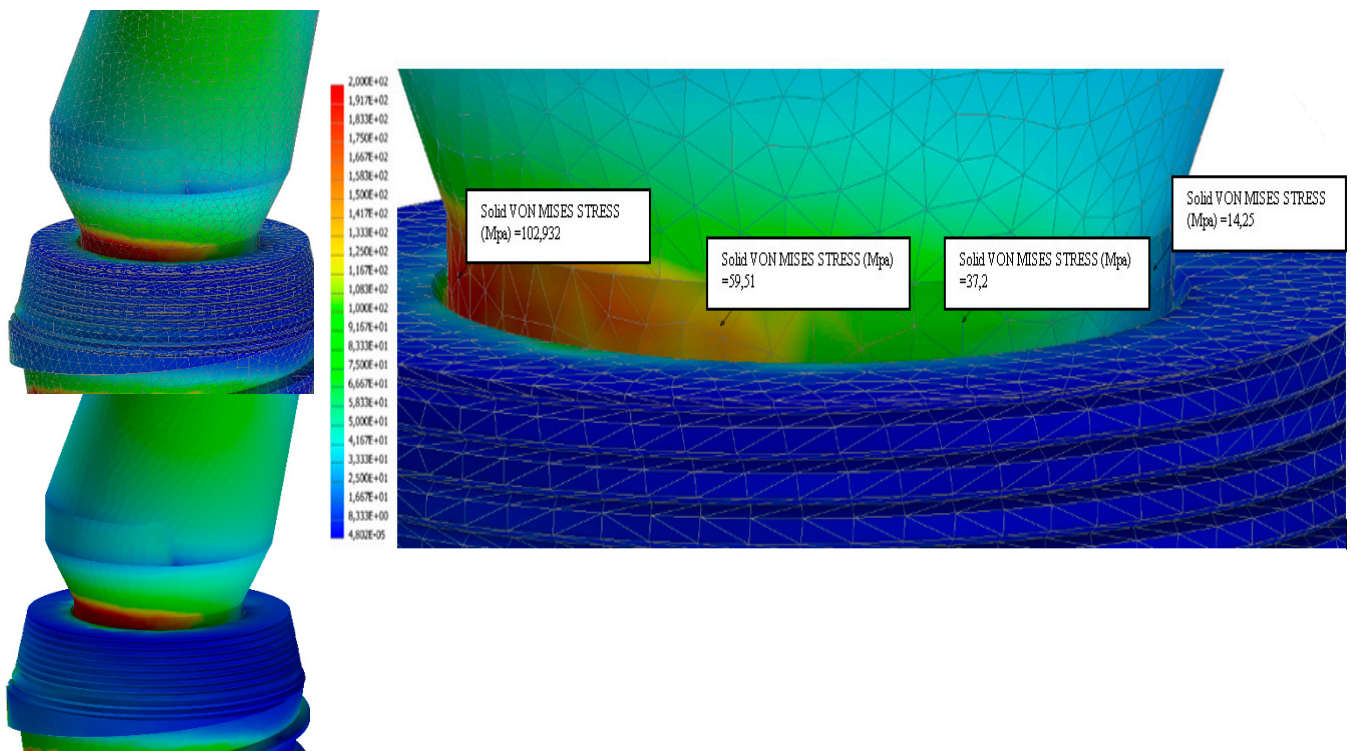 2,000E+02
1,917E+02
1,833E+02
1,750E+02
1,667E+02
1,583E+02
1,500E+02
1,417E+02
1,333E+02
1,250E+02
1,167E+02
1,083E+02
1,000E+02
9,167E+01
8,333E+01
7,500E+01
6,667E+01
5,833E+01
5,000E+01
4,167E+01
3,333E+01
2,500E+01
1,667E+01
8,333E+00
4,802E-05
Solid VON MISES STRESS
(Mpa) =102,932
Solid VON MISES STRESS (Mpa)
=59,51
Solid VON MISES STRESS (Mpa)
=37,2
Solid VON MISES STRESS
(Mpa) =14,25